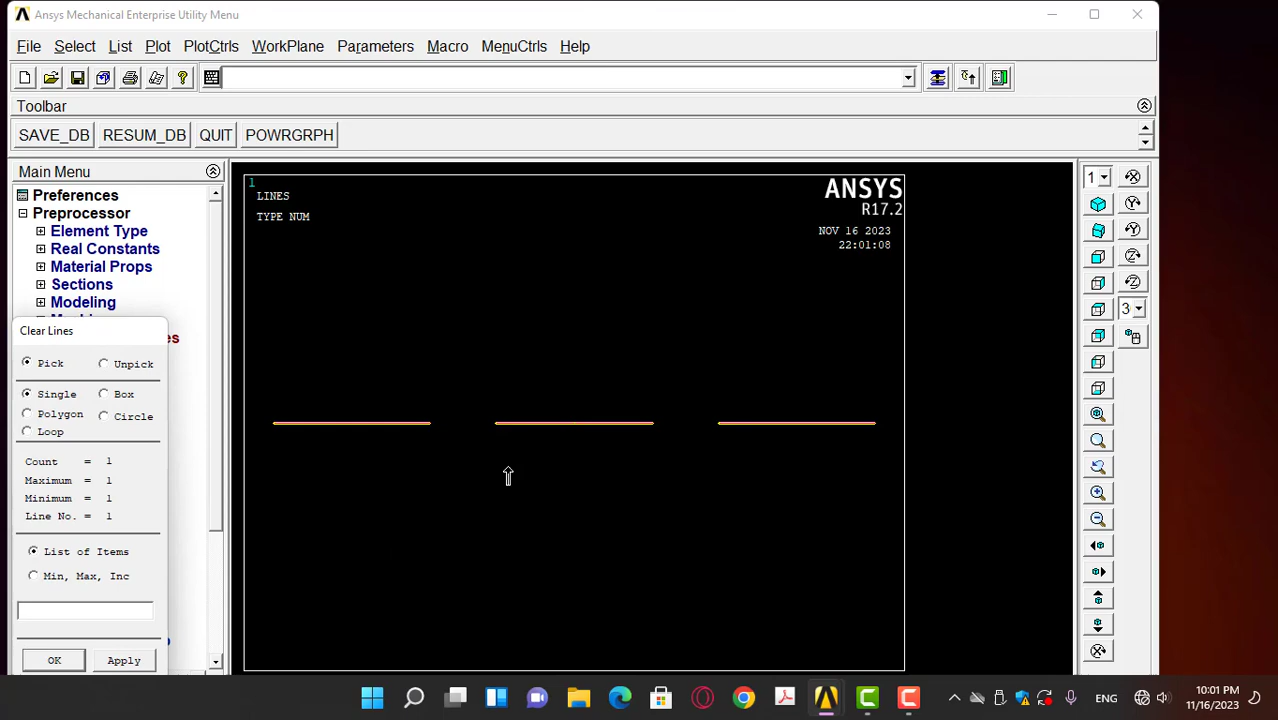 Ansys Mechanical Enterprise Utility Menu
File Select List Plot PlotCtrls WorkPlane Parameters Macro MenuCtrls Help
Toolbar
SAVE_DB RESUM_DB QUIT POWRGRPH
Main Menu
Preferences
Preprocessor
Element Type
Real Constants
Material Props
Sections
Modeling
es
Clear Lines
Pick Unpick
Single Box
Polygon Circle
Loop
Count = 1
Maximum = 1
Minimum = 1
Line No. = 1
List of Items
Min, Max, Inc
OK Apply
1
LINES
TYPE NUM
ANSYS
R17.2
NOV 16 2023
22:01:08
1
3
ENG
10:01 PM
11/16/2023